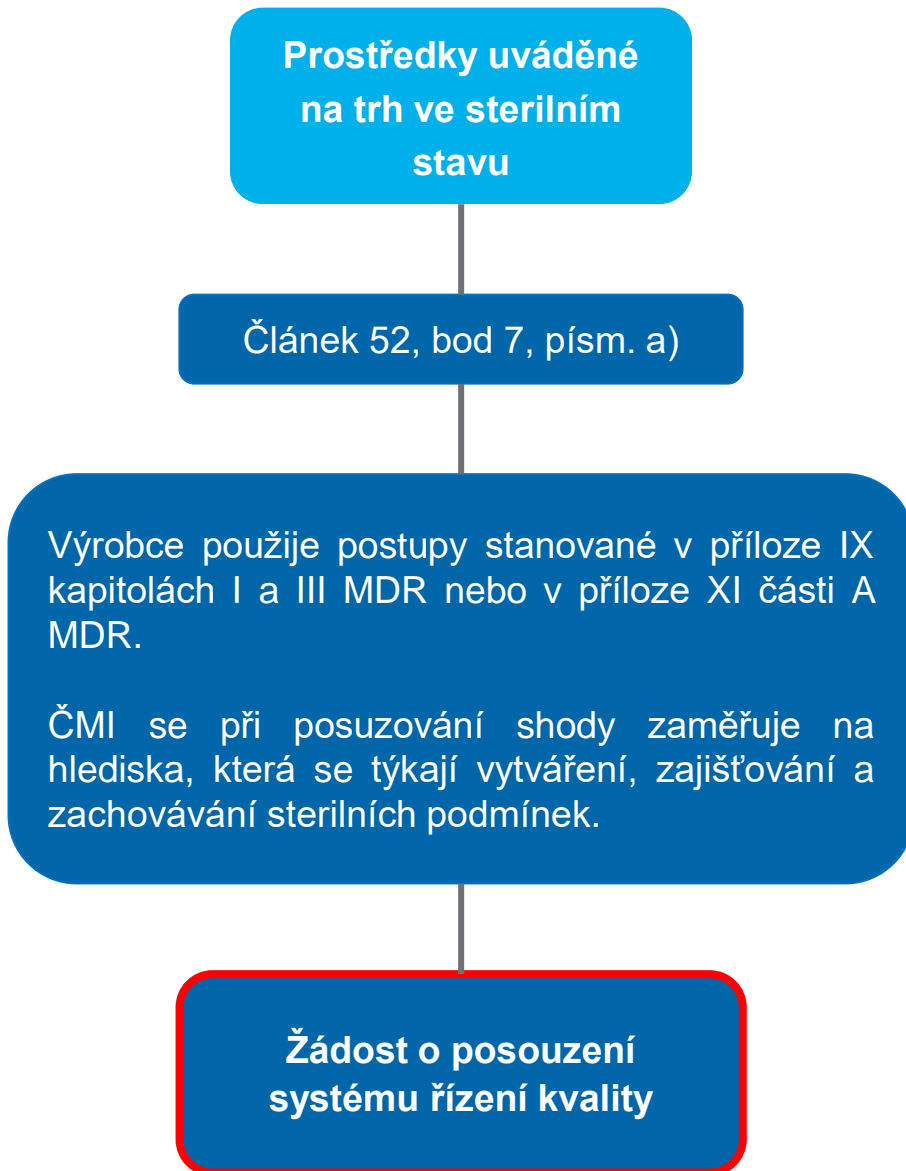 Prostředky uváděné
na trh ve sterilním
stavu
Článek 52, bod 7, písm. a)
Výrobce použije postupy stanované v příloze IX
kapitolách I a III MDR nebo v příloze XI části A
MDR.
ČMI se při posuzování shody zaměřuje na
hlediska, která se týkají vytváření, zajišťování a
zachovávání sterilních podmínek.
Žádost o posouzení
systému řízení kvality